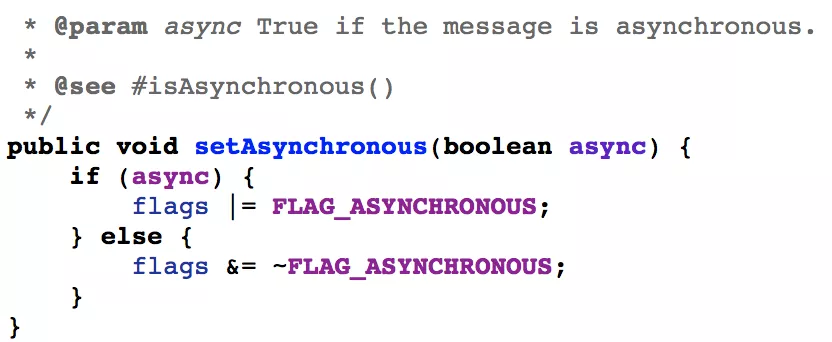 * @param async True if the message is asynchronous.
*
* @see #isAsynchronous()
*/
public void setAsynchronous(boolean async) {
if (async) {
flags |= FLAG_ASYNCHRONOUS;
} else {
flags &= ~FLAG_ASYNCHRONOUS;
}
}